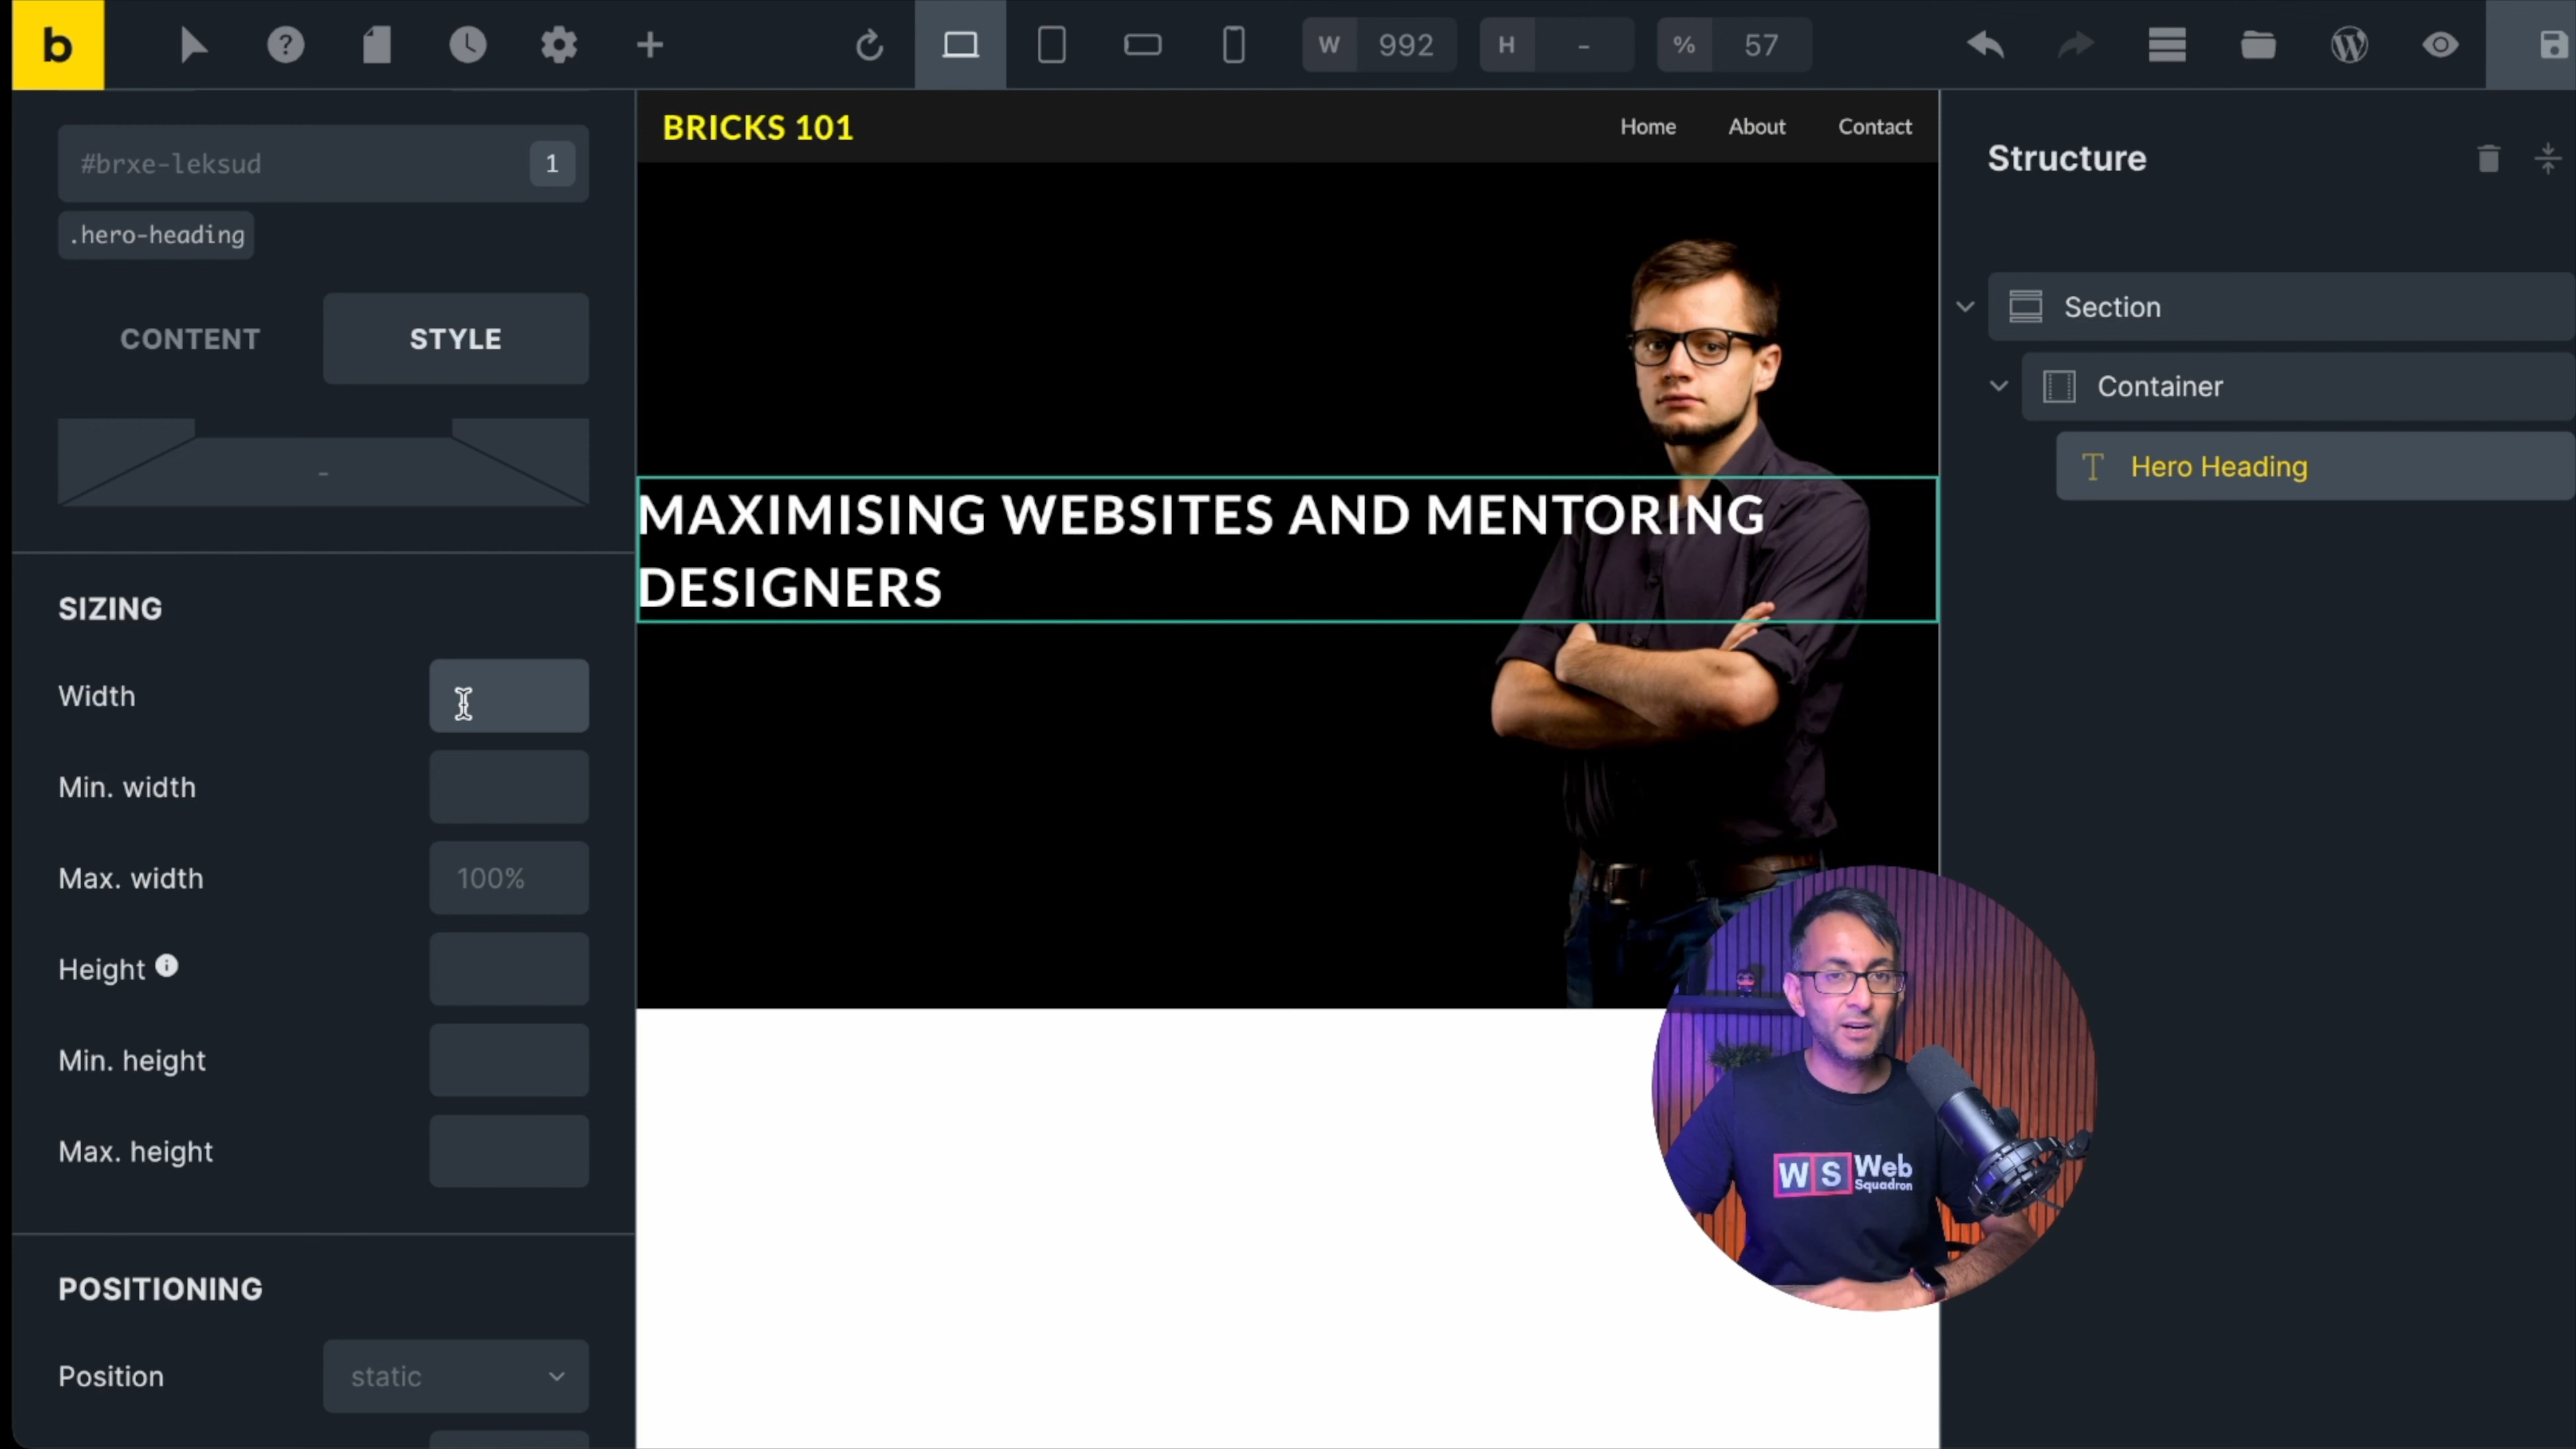 b
?
W 992
H -
% 57
#brxe-leksud
1
.hero-heading
CONTENT
STYLE
-
SIZING
Width
Min. width
Max. width
100%
Height
Min. height
Max. height
POSITIONING
Position
static
BRICKS 101
Home
About
Contact
MAXIMISING WEBSITES AND MENTORING
DESIGNERS
WS Web
Squadron
Structure
Section
Container
T Hero Heading